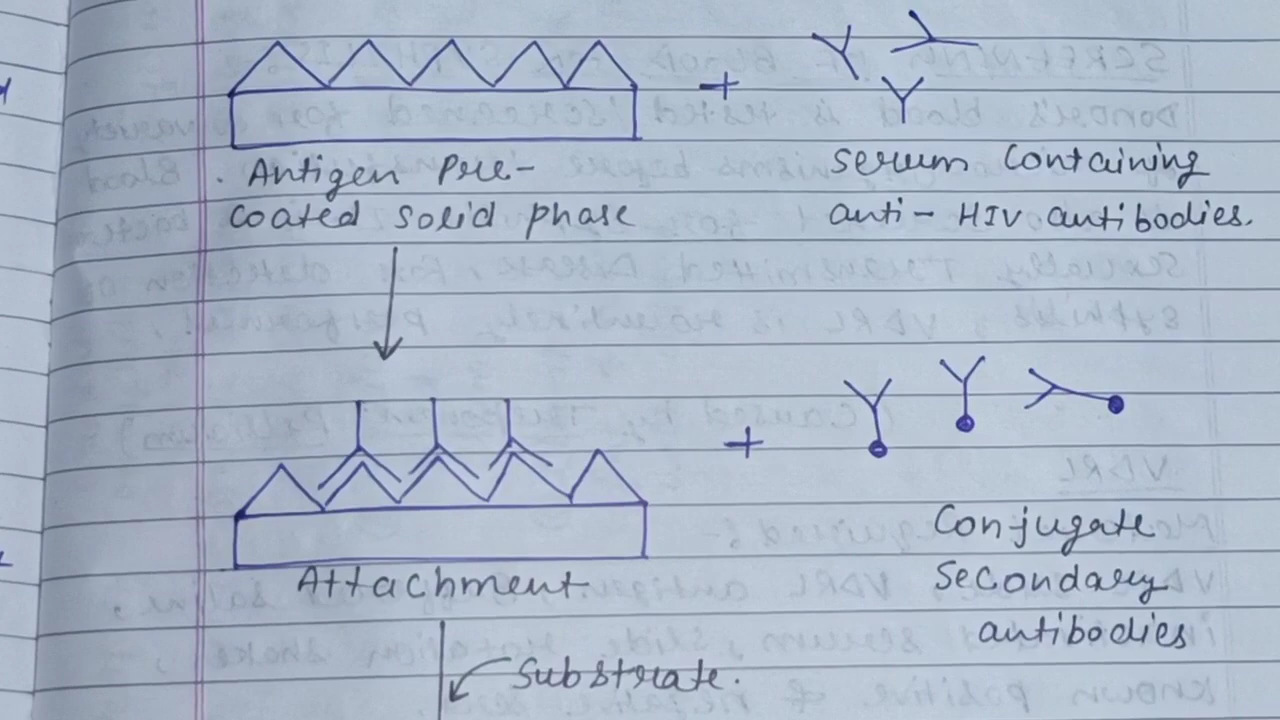 +
Antigen Pre-
coated solid phase
serum containing
anti - HIV antibodies.
+
Attachment
Conjugate
Secondary
antibodies
Substrate.